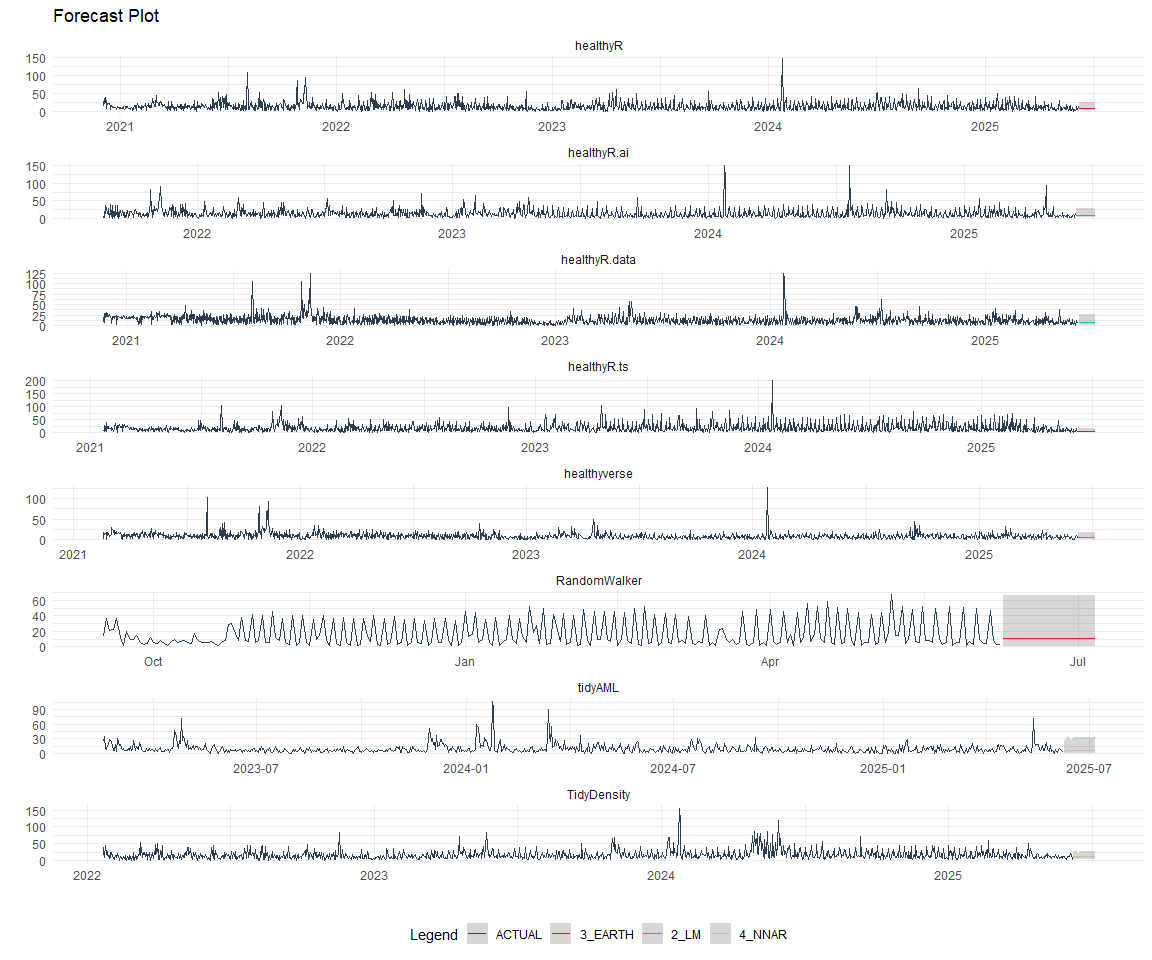 Forecast Plot
healthyR
150
100
50
0
2021 2022 2023 2024 2025
healthyR.ai
150
100
50
0
2022 2023 2024 2025
healthyR.data
125
100
75
50
25
0
2021 2022 2023 2024 2025
healthyR.ts
200
150
100
50
0
2021 2022 2023 2024 2025
healthyverse
100
50
0
2021 2022 2023 2024 2025
RandomWalker
60
40
20
0
Oct Jan Apr Jul
tidyAML
90
60
30
0
2023-07 2024-01 2024-07 2025-01 2025-07
TidyDensity
150
100
50
0
2022 2023 2024 2025
Legend ACTUAL 3_EARTH 2_LM 4_NNAR